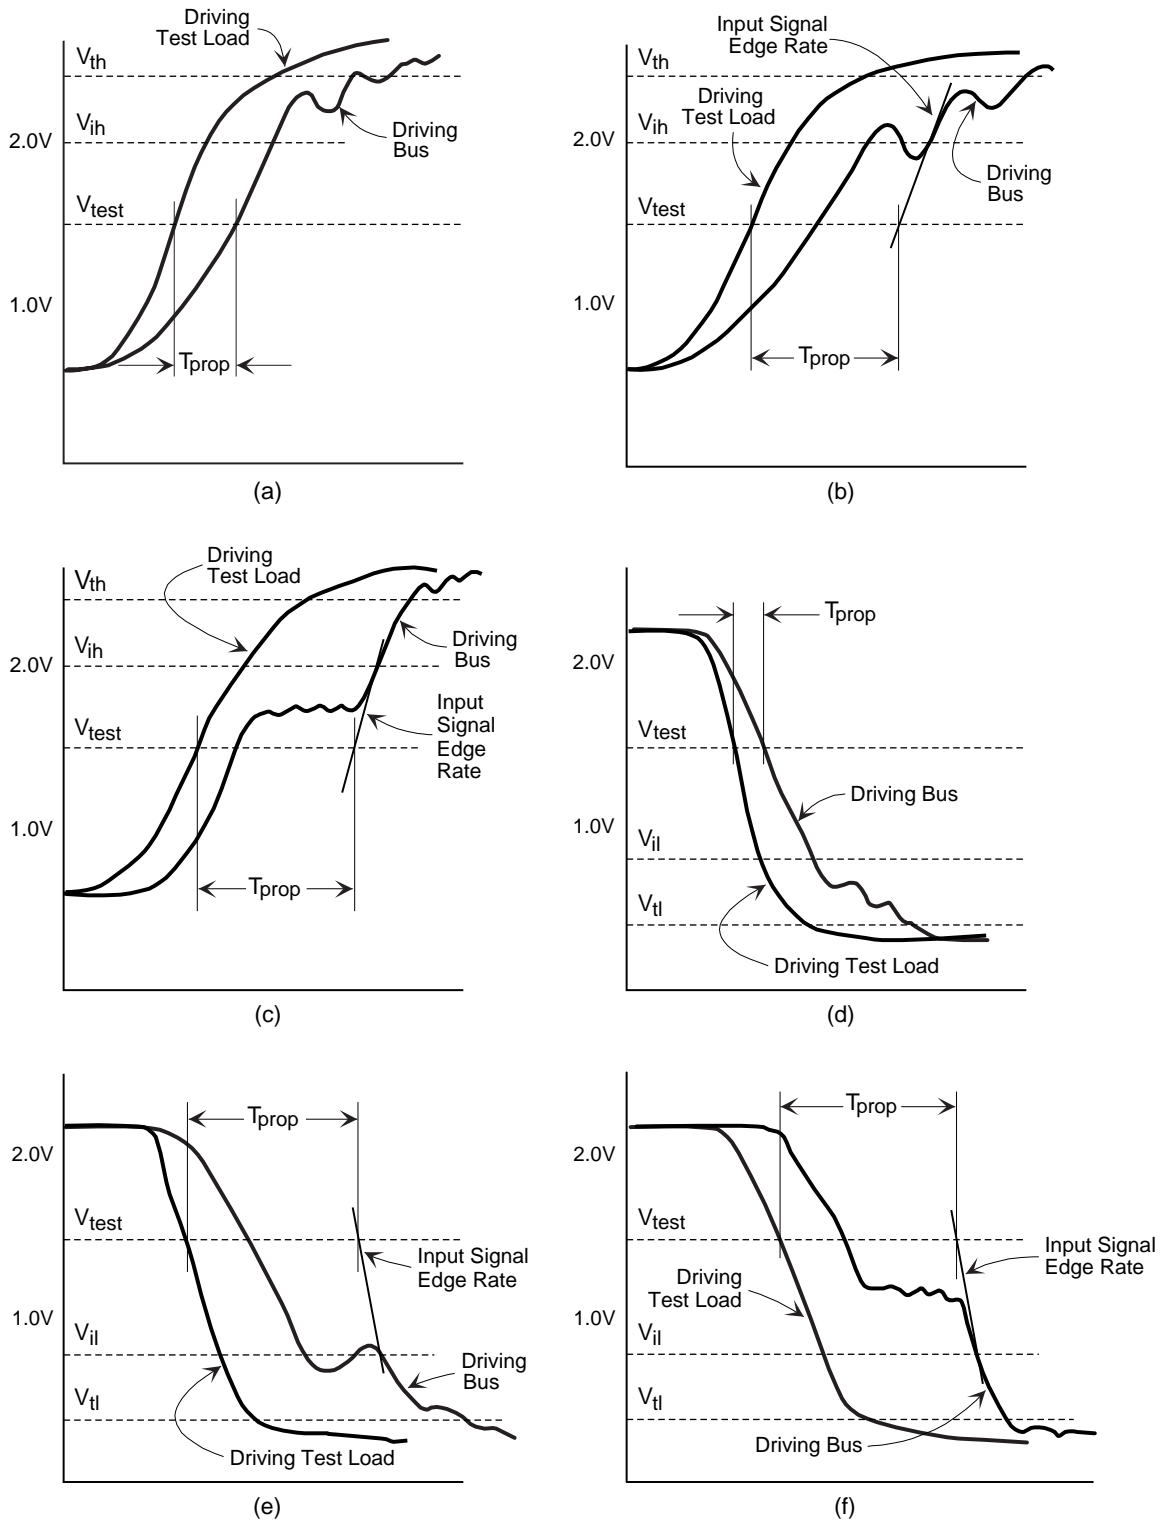 Driving
Test Load
Vth
Vih
2.0V
Driving
Bus
Vtest
1.0V
Tprop
(a)
Input Signal
Edge Rate
Vth
Driving
Test Load
Vih
2.0V
Driving
Bus
Vtest
1.0V
Tprop
(b)
Driving
Test Load
Vth
Vih
2.0V
Driving
Bus
Input
Signal
Edge
Rate
Vtest
1.0V
Tprop
(c)
Tprop
2.0V
Vtest
Driving Bus
1.0V
Vil
Vtl
Driving Test Load
(d)
Tprop
2.0V
Vtest
Input Signal
Edge Rate
1.0V
Vil
Driving
Bus
Vtl
Driving Test Load
(e)
Tprop
2.0V
Vtest
Input Signal
Edge Rate
Driving
Test Load
1.0V
Vil
Vtl
Driving Bus
(f)